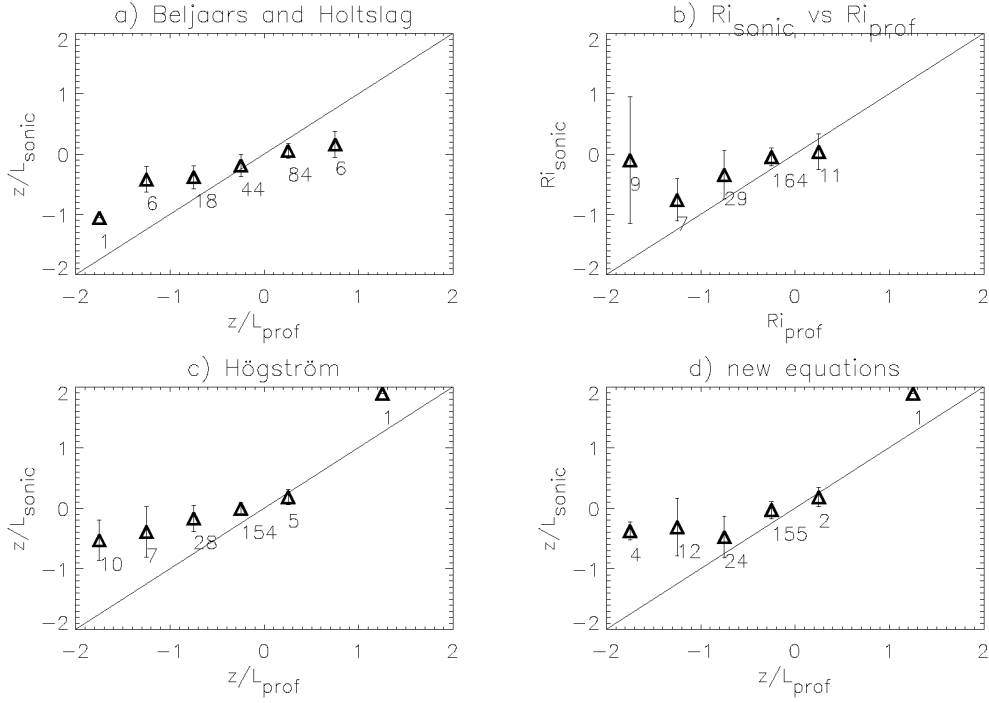 a) Beljaars and Holtslag
2
1
0
−1
−2
z/L_sonic
1
6
18
44
84
6
−2 −1 0 1 2
z/L_prof
b) Ri_sonic vs Ri_prof
2
1
0
−1
−2
Ri_sonic
9
7
29
164
11
−2 −1 0 1 2
Ri_prof
c) Högström
2
1
0
−1
−2
z/L_sonic
10
7
28
154
5
1
−2 −1 0 1 2
z/L_prof
d) new equations
2
1
0
−1
−2
z/L_sonic
4
12
24
155
2
1
−2 −1 0 1 2
z/L_prof